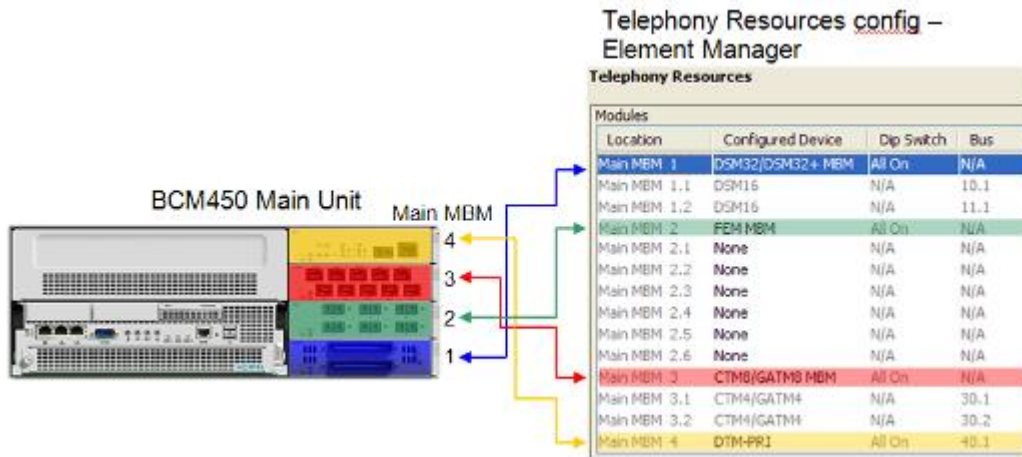 Telephony Resources config –
Element Manager
Telephony Resources
Modules
Location Configured Device Dip Switch Bus
Main MBM 1 DSM32/DSM32+ MBM All On N/A
Main MBM 1.1 DSM16 N/A 10.1
Main MBM 1.2 DSM16 N/A 11.1
Main MBM 2 FEM MBM All On N/A
Main MBM 2.1 None N/A N/A
Main MBM 2.2 None N/A N/A
Main MBM 2.3 None N/A N/A
Main MBM 2.4 None N/A N/A
Main MBM 2.5 None N/A N/A
Main MBM 2.6 None N/A N/A
Main MBM 3 CTM8/GATM8 MBM All On N/A
Main MBM 3.1 CTM4/GATM4 N/A 30.1
Main MBM 3.2 CTM4/GATM4 N/A 30.2
Main MBM 4 DTM-PRI All On 40.1
BCM450 Main Unit
Main MBM
4
3
2
1